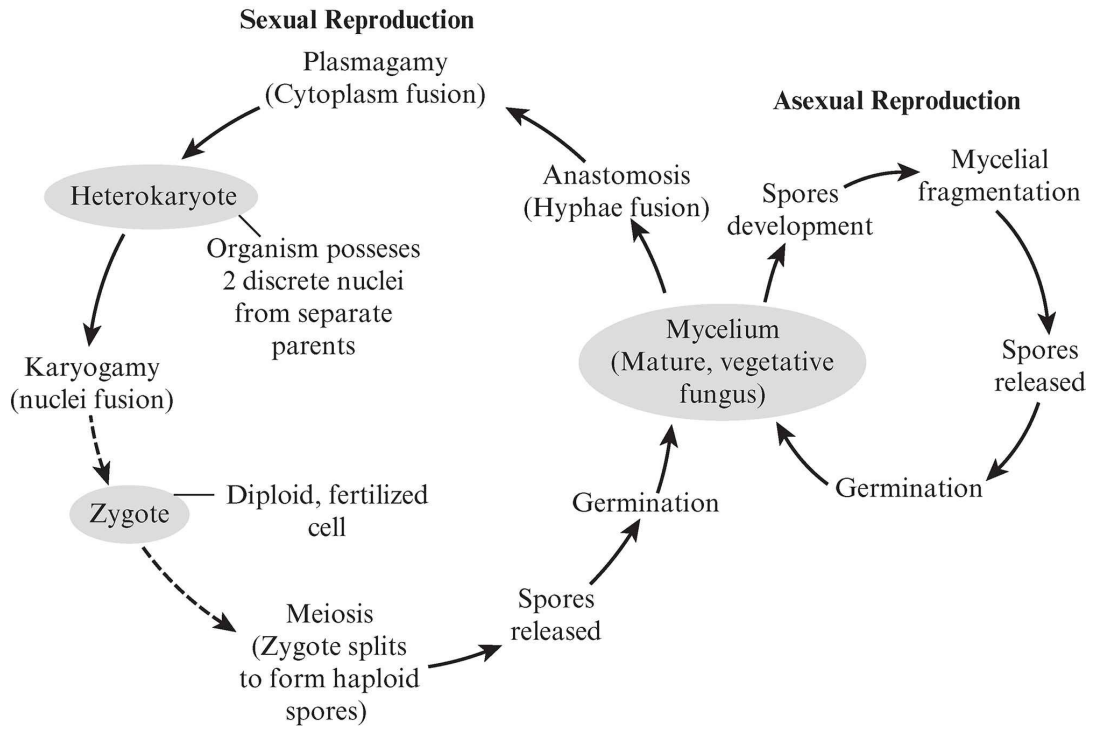 Sexual Reproduction
Plasmagamy
(Cytoplasm fusion)
Heterokaryote
Organism posseses
2 discrete nuclei
from separate
parents
Karyogamy
(nuclei fusion)
Zygote
Diploid, fertilized
cell
Meiosis
(Zygote splits
to form haploid
spores)
Spores
released
Germination
Mycelium
(Mature, vegetative
fungus)
Anastomosis
(Hyphae fusion)
Asexual Reproduction
Spores
development
Mycelial
fragmentation
Spores
released
Germination